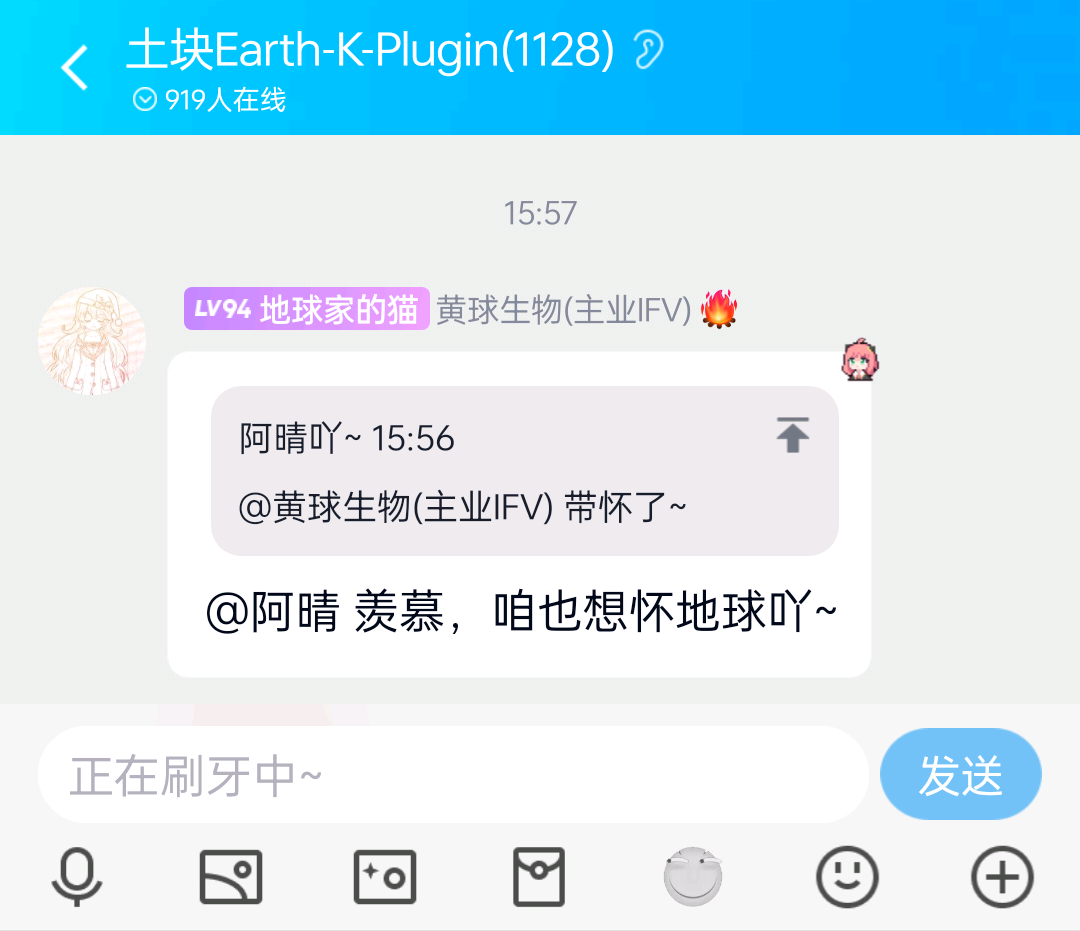 土块Earth-K-Plugin(1128)
919人在线
15:57
LV94 地球家的猫 黄球生物(主业IFV)
阿晴吖~ 15:56
@黄球生物(主业IFV) 带怀了~
@阿晴 羡慕，咱也想怀地球吖~
正在刷牙中~
发送